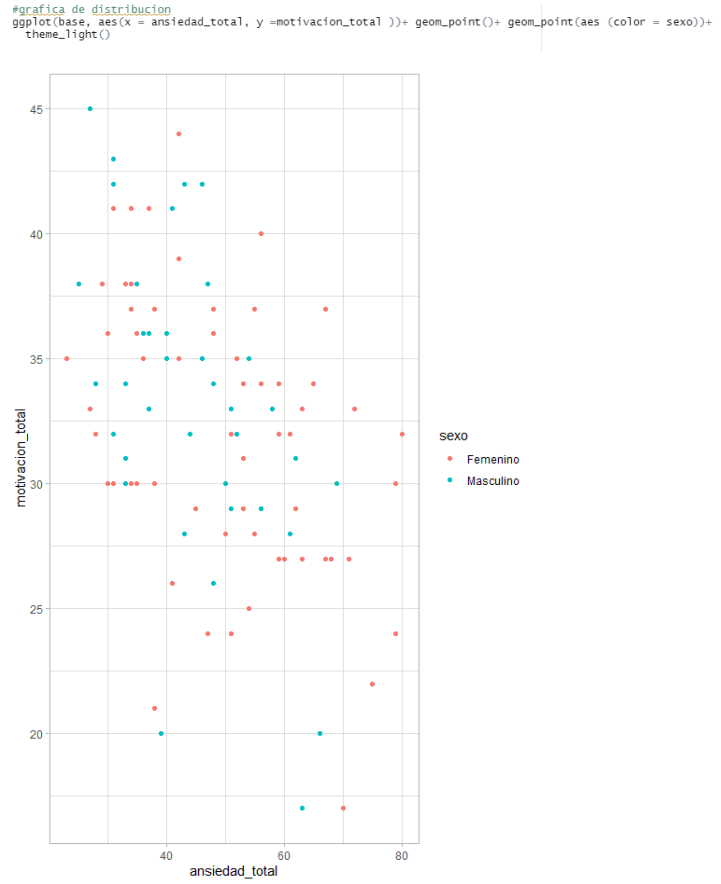 #grafica de distribucion
ggplot(base, aes(x = ansiedad_total, y =motivacion_total ))+ geom_point()+ geom_point(aes (color = sexo))+
theme_light()
45
40
35
30
25
20
motivacion_total
40 60 80
ansiedad_total
sexo
Femenino
Masculino